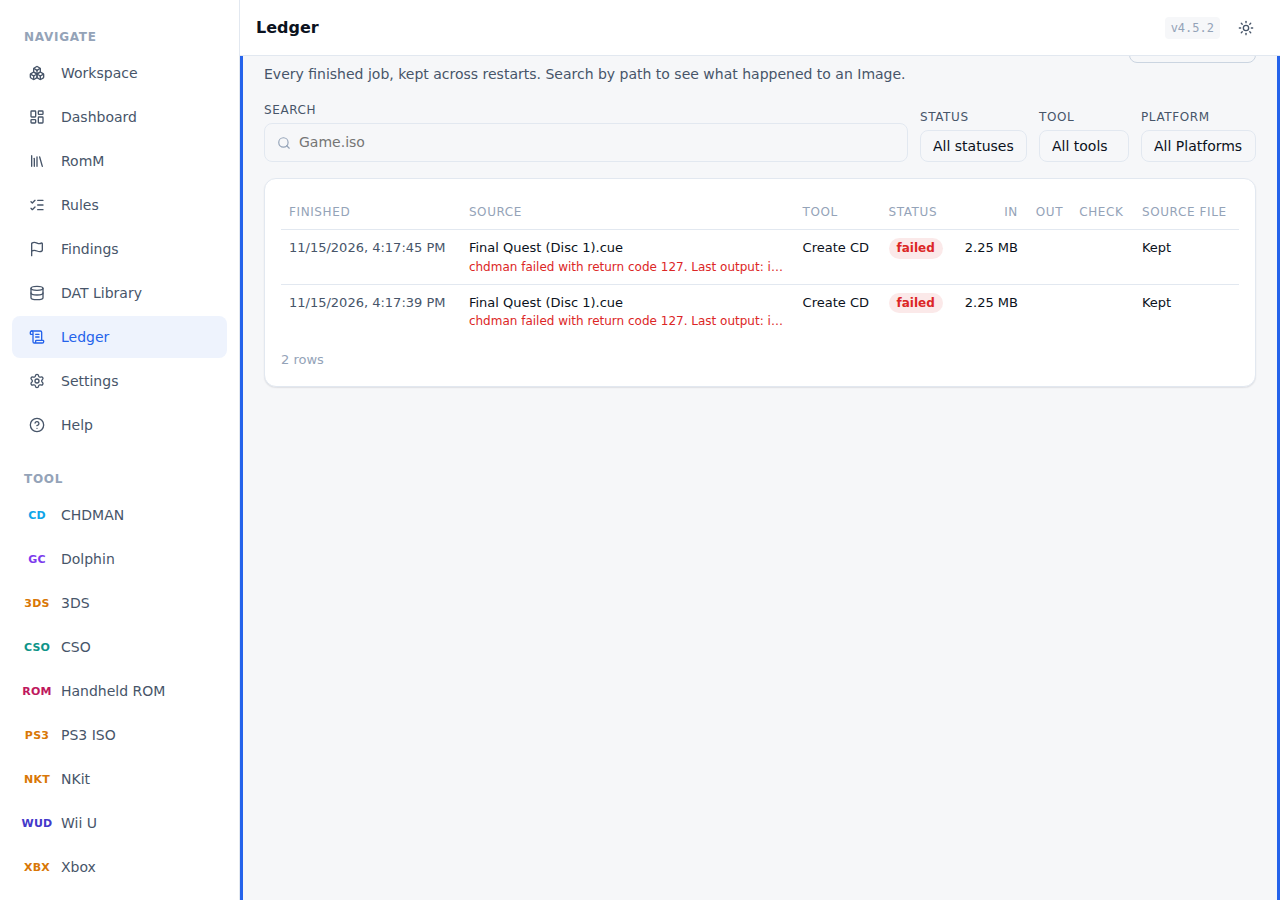 NAVIGATE
Workspace
Dashboard
RomM
Rules
Findings
DAT Library
Ledger
Settings
Help
TOOL
CD CHDMAN
GC Dolphin
3DS 3DS
CSO CSO
ROM Handheld ROM
PS3 PS3 ISO
NKT NKit
WUD Wii U
XBX Xbox
Ledger
v4.5.2
Every finished job, kept across restarts. Search by path to see what happened to an Image.
SEARCH
Game.iso
STATUS
All statuses
TOOL
All tools
PLATFORM
All Platforms
FINISHED SOURCE TOOL STATUS IN OUT CHECK SOURCE FILE
11/15/2026, 4:17:45 PM Final Quest (Disc 1).cue Create CD failed 2.25 MB Kept
chdman failed with return code 127. Last output: i…
11/15/2026, 4:17:39 PM Final Quest (Disc 1).cue Create CD failed 2.25 MB Kept
chdman failed with return code 127. Last output: i…
2 rows